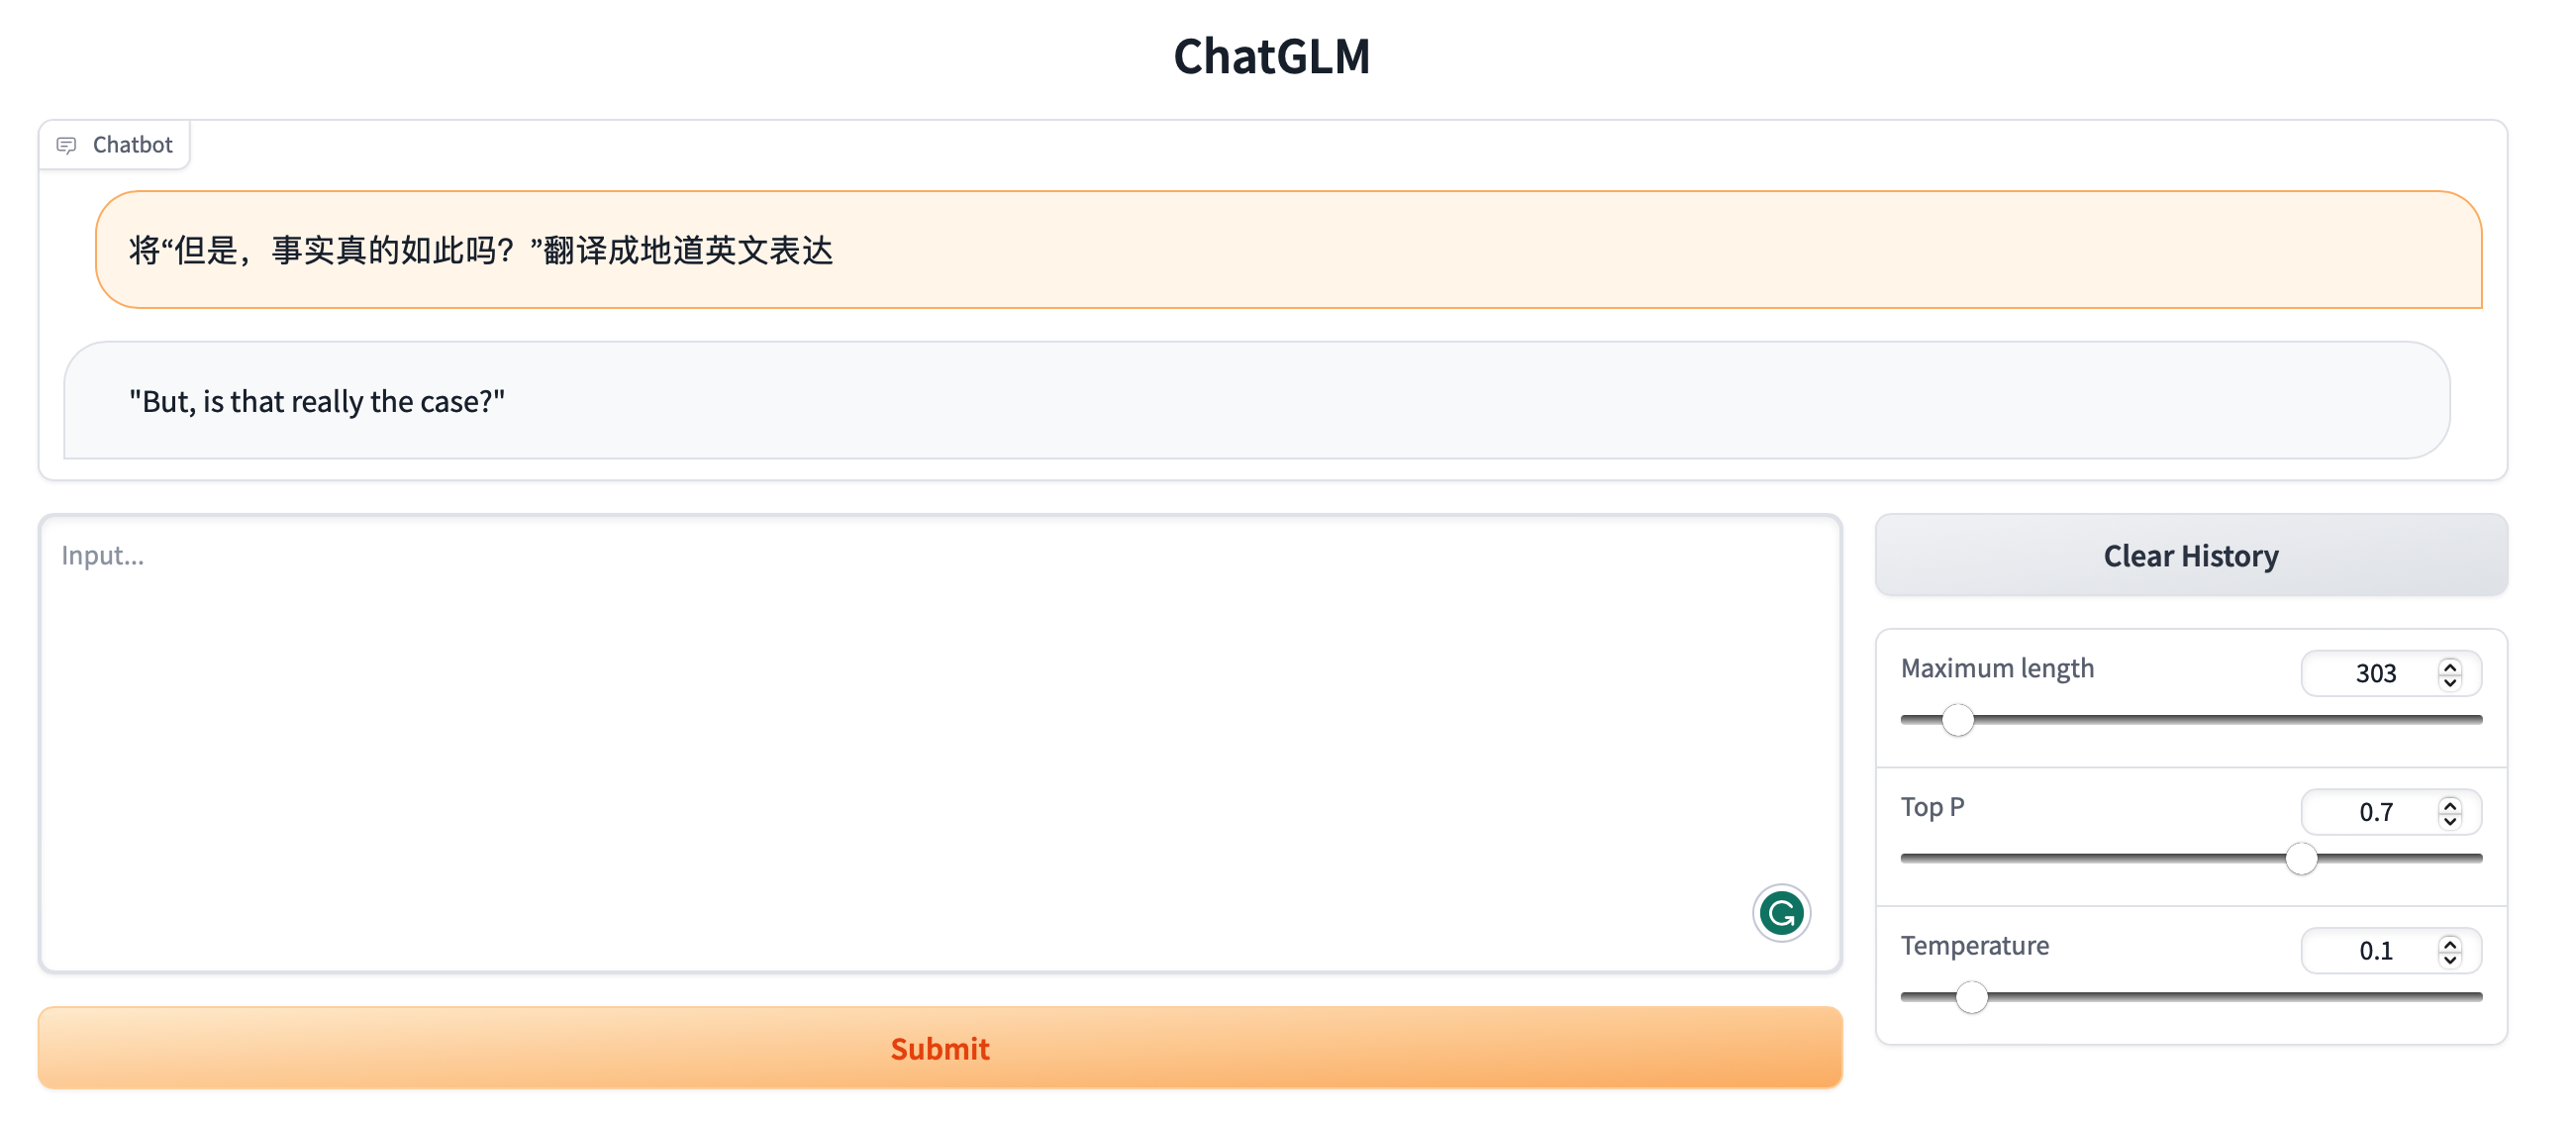 ChatGLM
Chatbot
将“但是，事实真的如此吗？”翻译成地道英文表达
"But, is that really the case?"
Input...
Submit
Clear History
Maximum length
303
Top P
0.7
Temperature
0.1